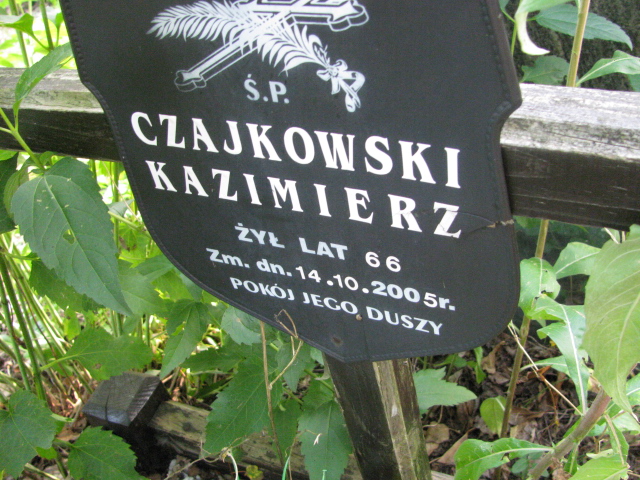 Ś.P.
CZAJKOWSKI
KAZIMIERZ
ŻYŁ LAT 66
Zm. dn. 14.10.2005r.
POKÓJ JEGO DUSZY